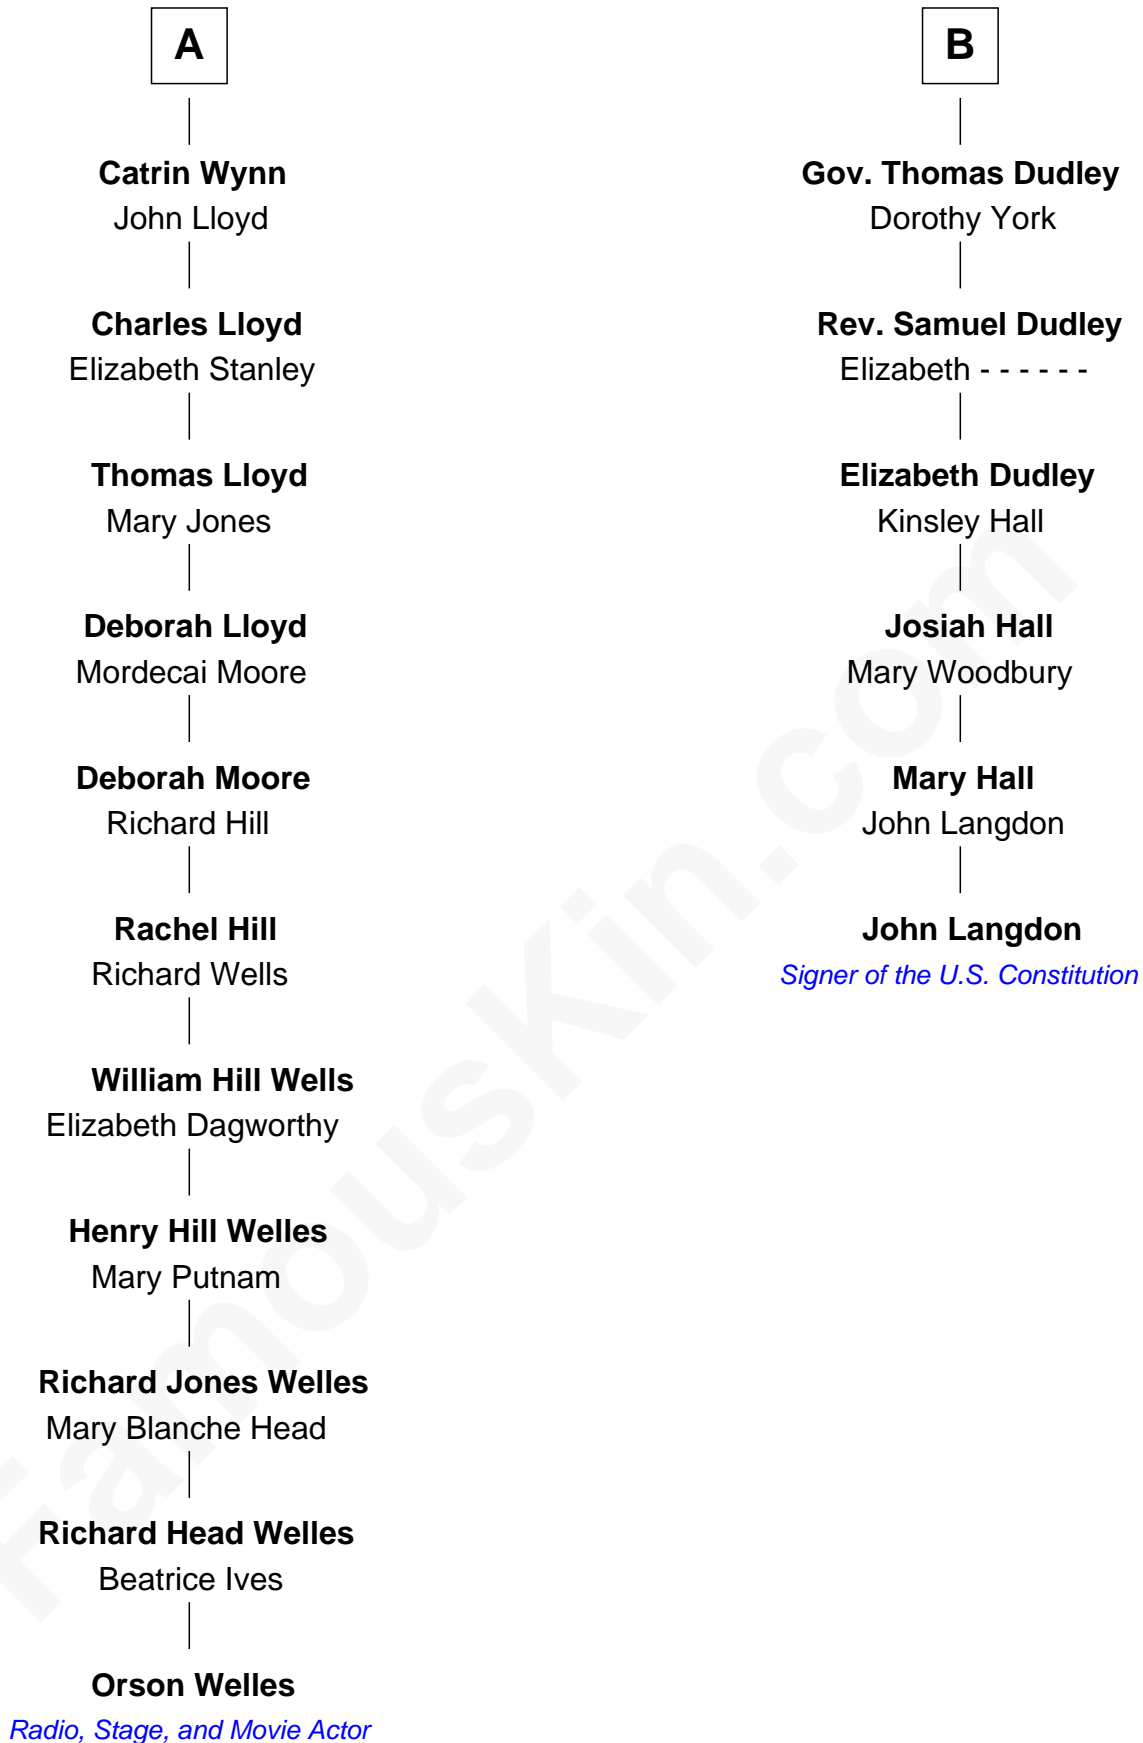 A
Catrin Wynn
John Lloyd
Charles Lloyd
Elizabeth Stanley
Thomas Lloyd
Mary Jones
Deborah Lloyd
Mordecai Moore
Deborah Moore
Richard Hill
Rachel Hill
Richard Wells
William Hill Wells
Elizabeth Dagworthy
Henry Hill Welles
Mary Putnam
Richard Jones Welles
Mary Blanche Head
Richard Head Welles
Beatrice Ives
Orson Welles
Radio, Stage, and Movie Actor
B
Gov. Thomas Dudley
Dorothy York
Rev. Samuel Dudley
Elizabeth - - - - - -
Elizabeth Dudley
Kinsley Hall
Josiah Hall
Mary Woodbury
Mary Hall
John Langdon
John Langdon
Signer of the U.S. Constitution
FamousKin.com